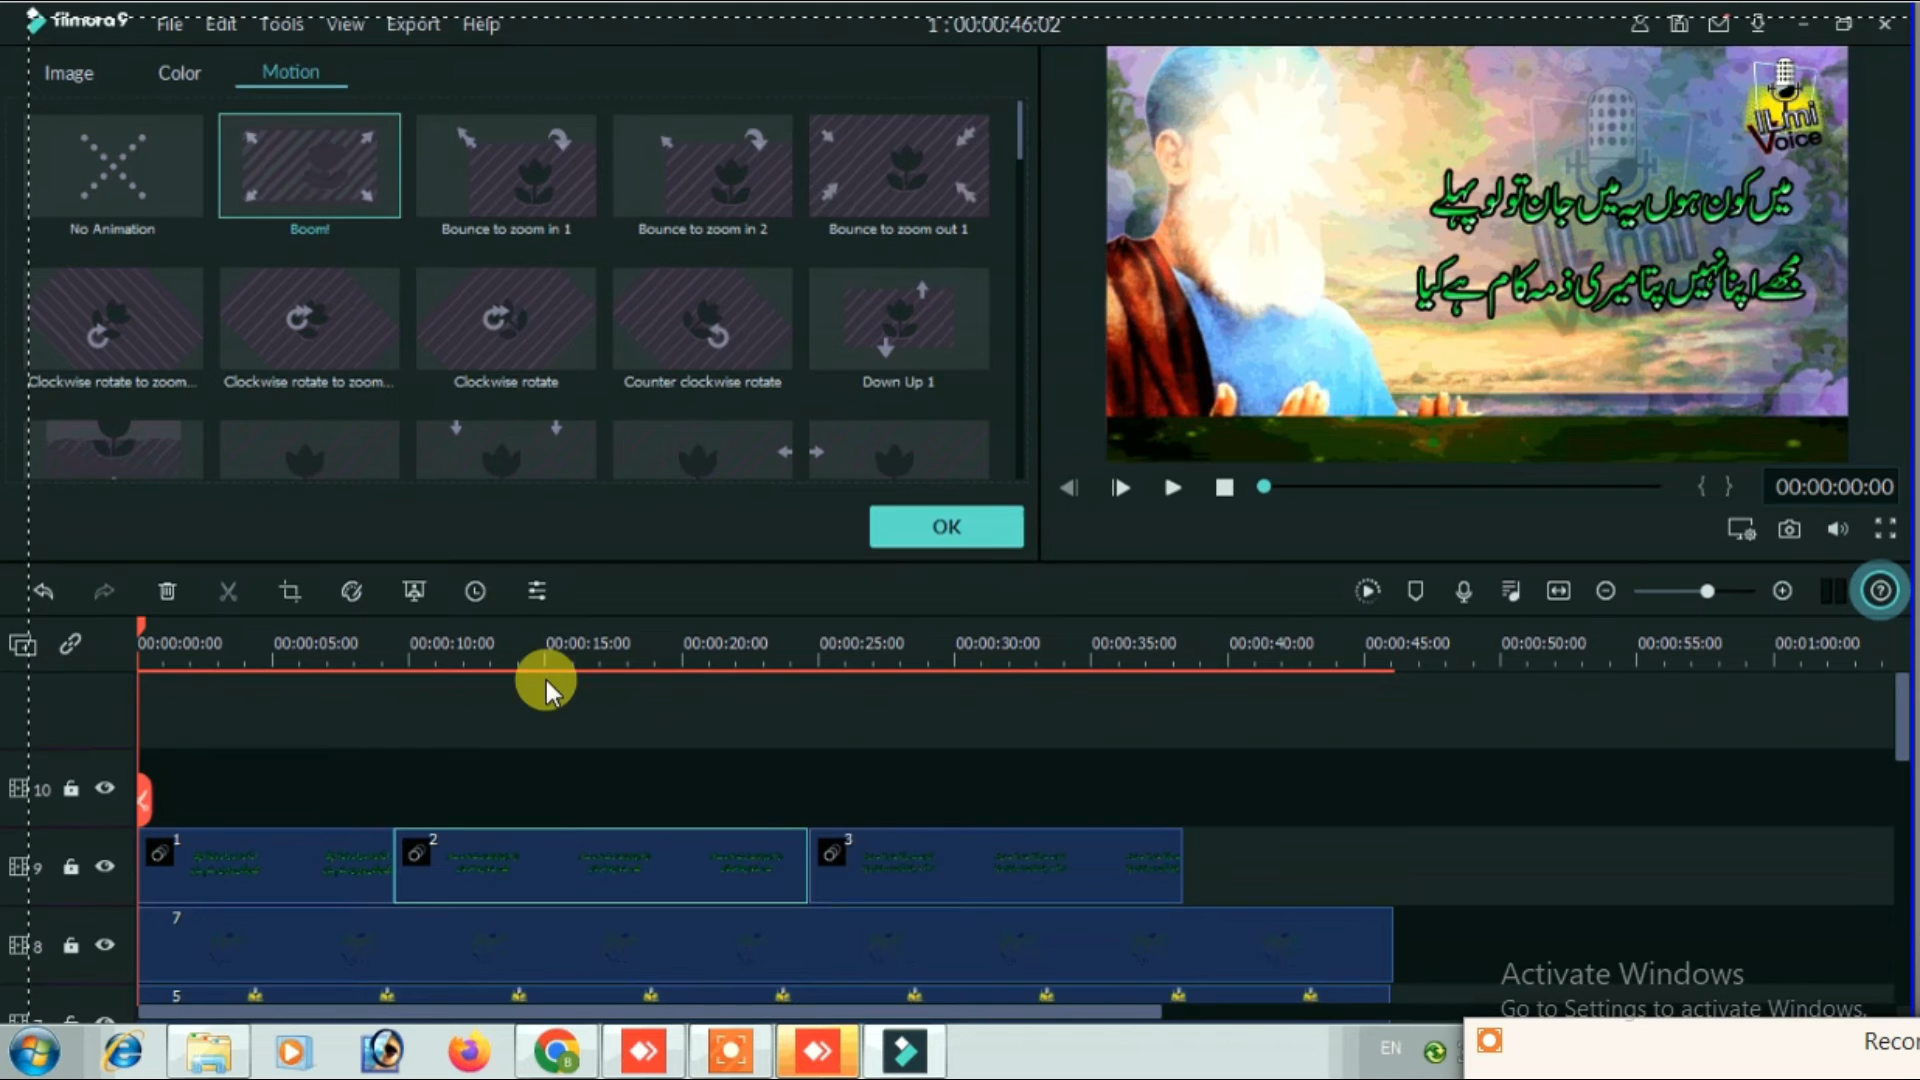 filmora9 File Edit Tools View Export Help 1 : 00:00:46:02
Image Color Motion
No Animation Boom! Bounce to zoom in 1 Bounce to zoom in 2 Bounce to zoom out 1
Clockwise rotate to zoom... Clockwise rotate to zoom... Clockwise rotate Counter clockwise rotate Down Up 1
OK
ILmi
Voice
میں کون ہوں یہ میں جان تو لو پہلے
مجھے اپنا نہیں پتا میری ذمہ کام ہے کیا
ILmi
Voice
{ } 00:00:00:00
00:00:00:00 00:00:05:00 00:00:10:00 00:00:15:00 00:00:20:00 00:00:25:00 00:00:30:00 00:00:35:00 00:00:40:00 00:00:45:00 00:00:50:00 00:00:55:00 00:01:00:00
10
9 1 2 3
8 7
5
Activate Windows
Go to Settings to activate Windows.
EN
Recor